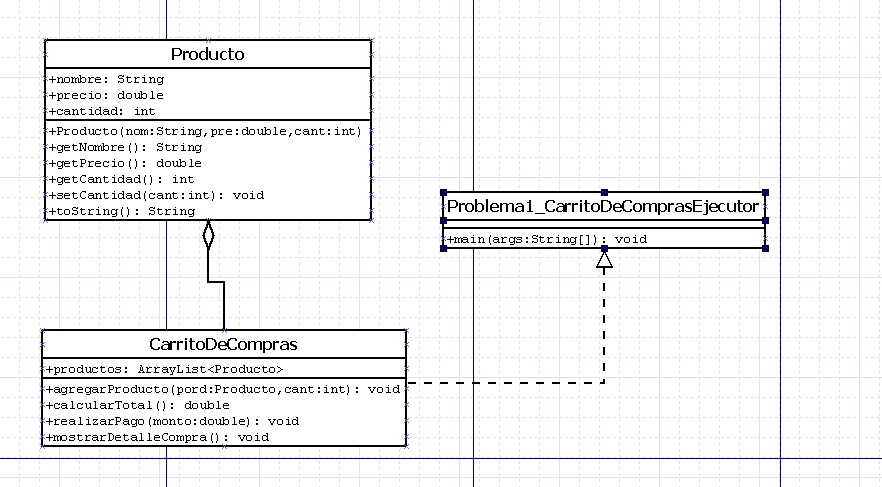 Producto
+nombre: String
+precio: double
+cantidad: int
+Producto(nom:String,pre:double,cant:int)
+getNombre(): String
+getPrecio(): double
+getCantidad(): int
+setCantidad(cant:int): void
+toString(): String
Problema1_CarritoDeComprasEjecutor
+main(args:String[]): void
CarritoDeCompras
+productos: ArrayList<Producto>
+agregarProducto(pord:Producto,cant:int): void
+calcularTotal(): double
+realizarPago(monto:double): void
+mostrarDetalleCompra(): void